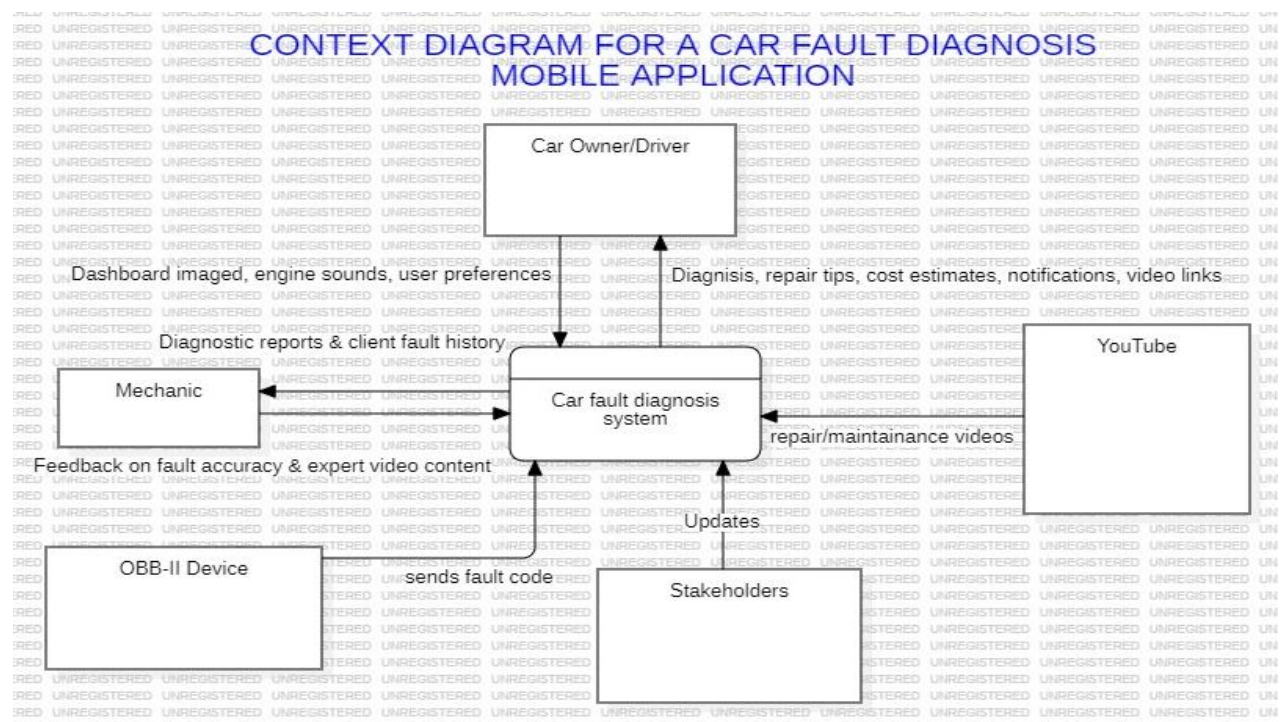 CONTEXT DIAGRAM FOR A CAR FAULT DIAGNOSIS
MOBILE APPLICATION
Car Owner/Driver
Dashboard imaged, engine sounds, user preferences
Diagnisis, repair tips, cost estimates, notifications, video links
Diagnostic reports & client fault history
YouTube
Mechanic
Car fault diagnosis
system
repair/maintainance videos
Feedback on fault accuracy & expert video content
Updates
OBB-II Device
sends fault code
Stakeholders
UNREGISTERED